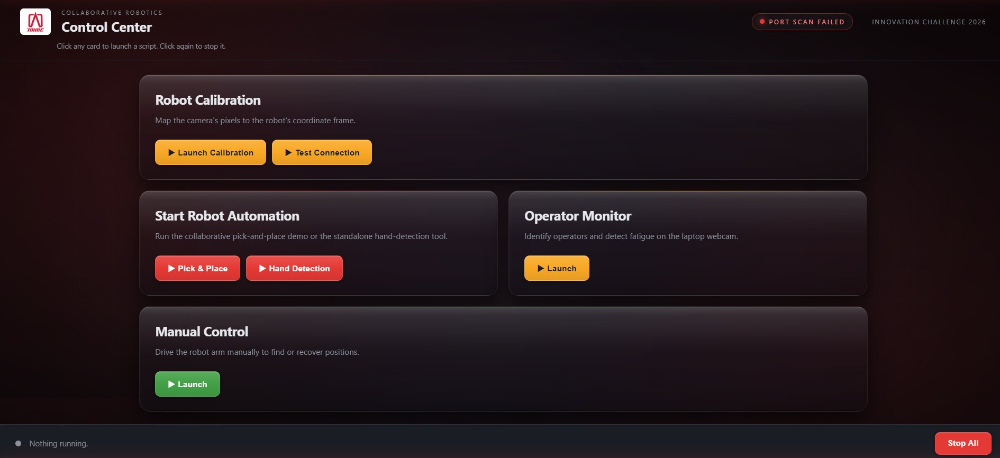 TMMC
COLLABORATIVE ROBOTICS
Control Center
Click any card to launch a script. Click again to stop it.
PORT SCAN FAILED
INNOVATION CHALLENGE 2026
Robot Calibration
Map the camera's pixels to the robot's coordinate frame.
▶ Launch Calibration
▶ Test Connection
Start Robot Automation
Run the collaborative pick-and-place demo or the standalone hand-detection tool.
▶ Pick & Place
▶ Hand Detection
Operator Monitor
Identify operators and detect fatigue on the laptop webcam.
▶ Launch
Manual Control
Drive the robot arm manually to find or recover positions.
▶ Launch
Nothing running.
Stop All